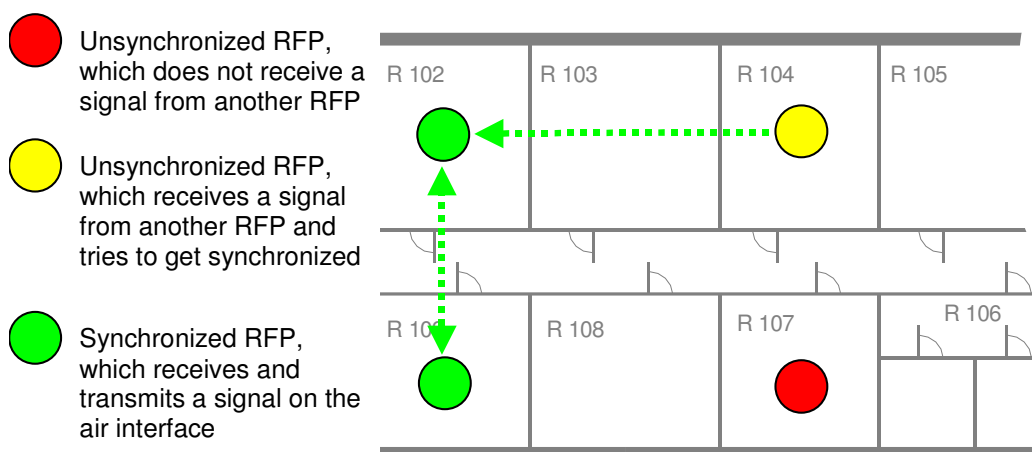 Unsynchronized RFP,
which does not receive a
signal from another RFP
Unsynchronized RFP,
which receives a signal
from another RFP and
tries to get synchronized
Synchronized RFP,
which receives and
transmits a signal on the
air interface
R 102
R 103
R 104
R 105
R 109
R 108
R 107
R 106